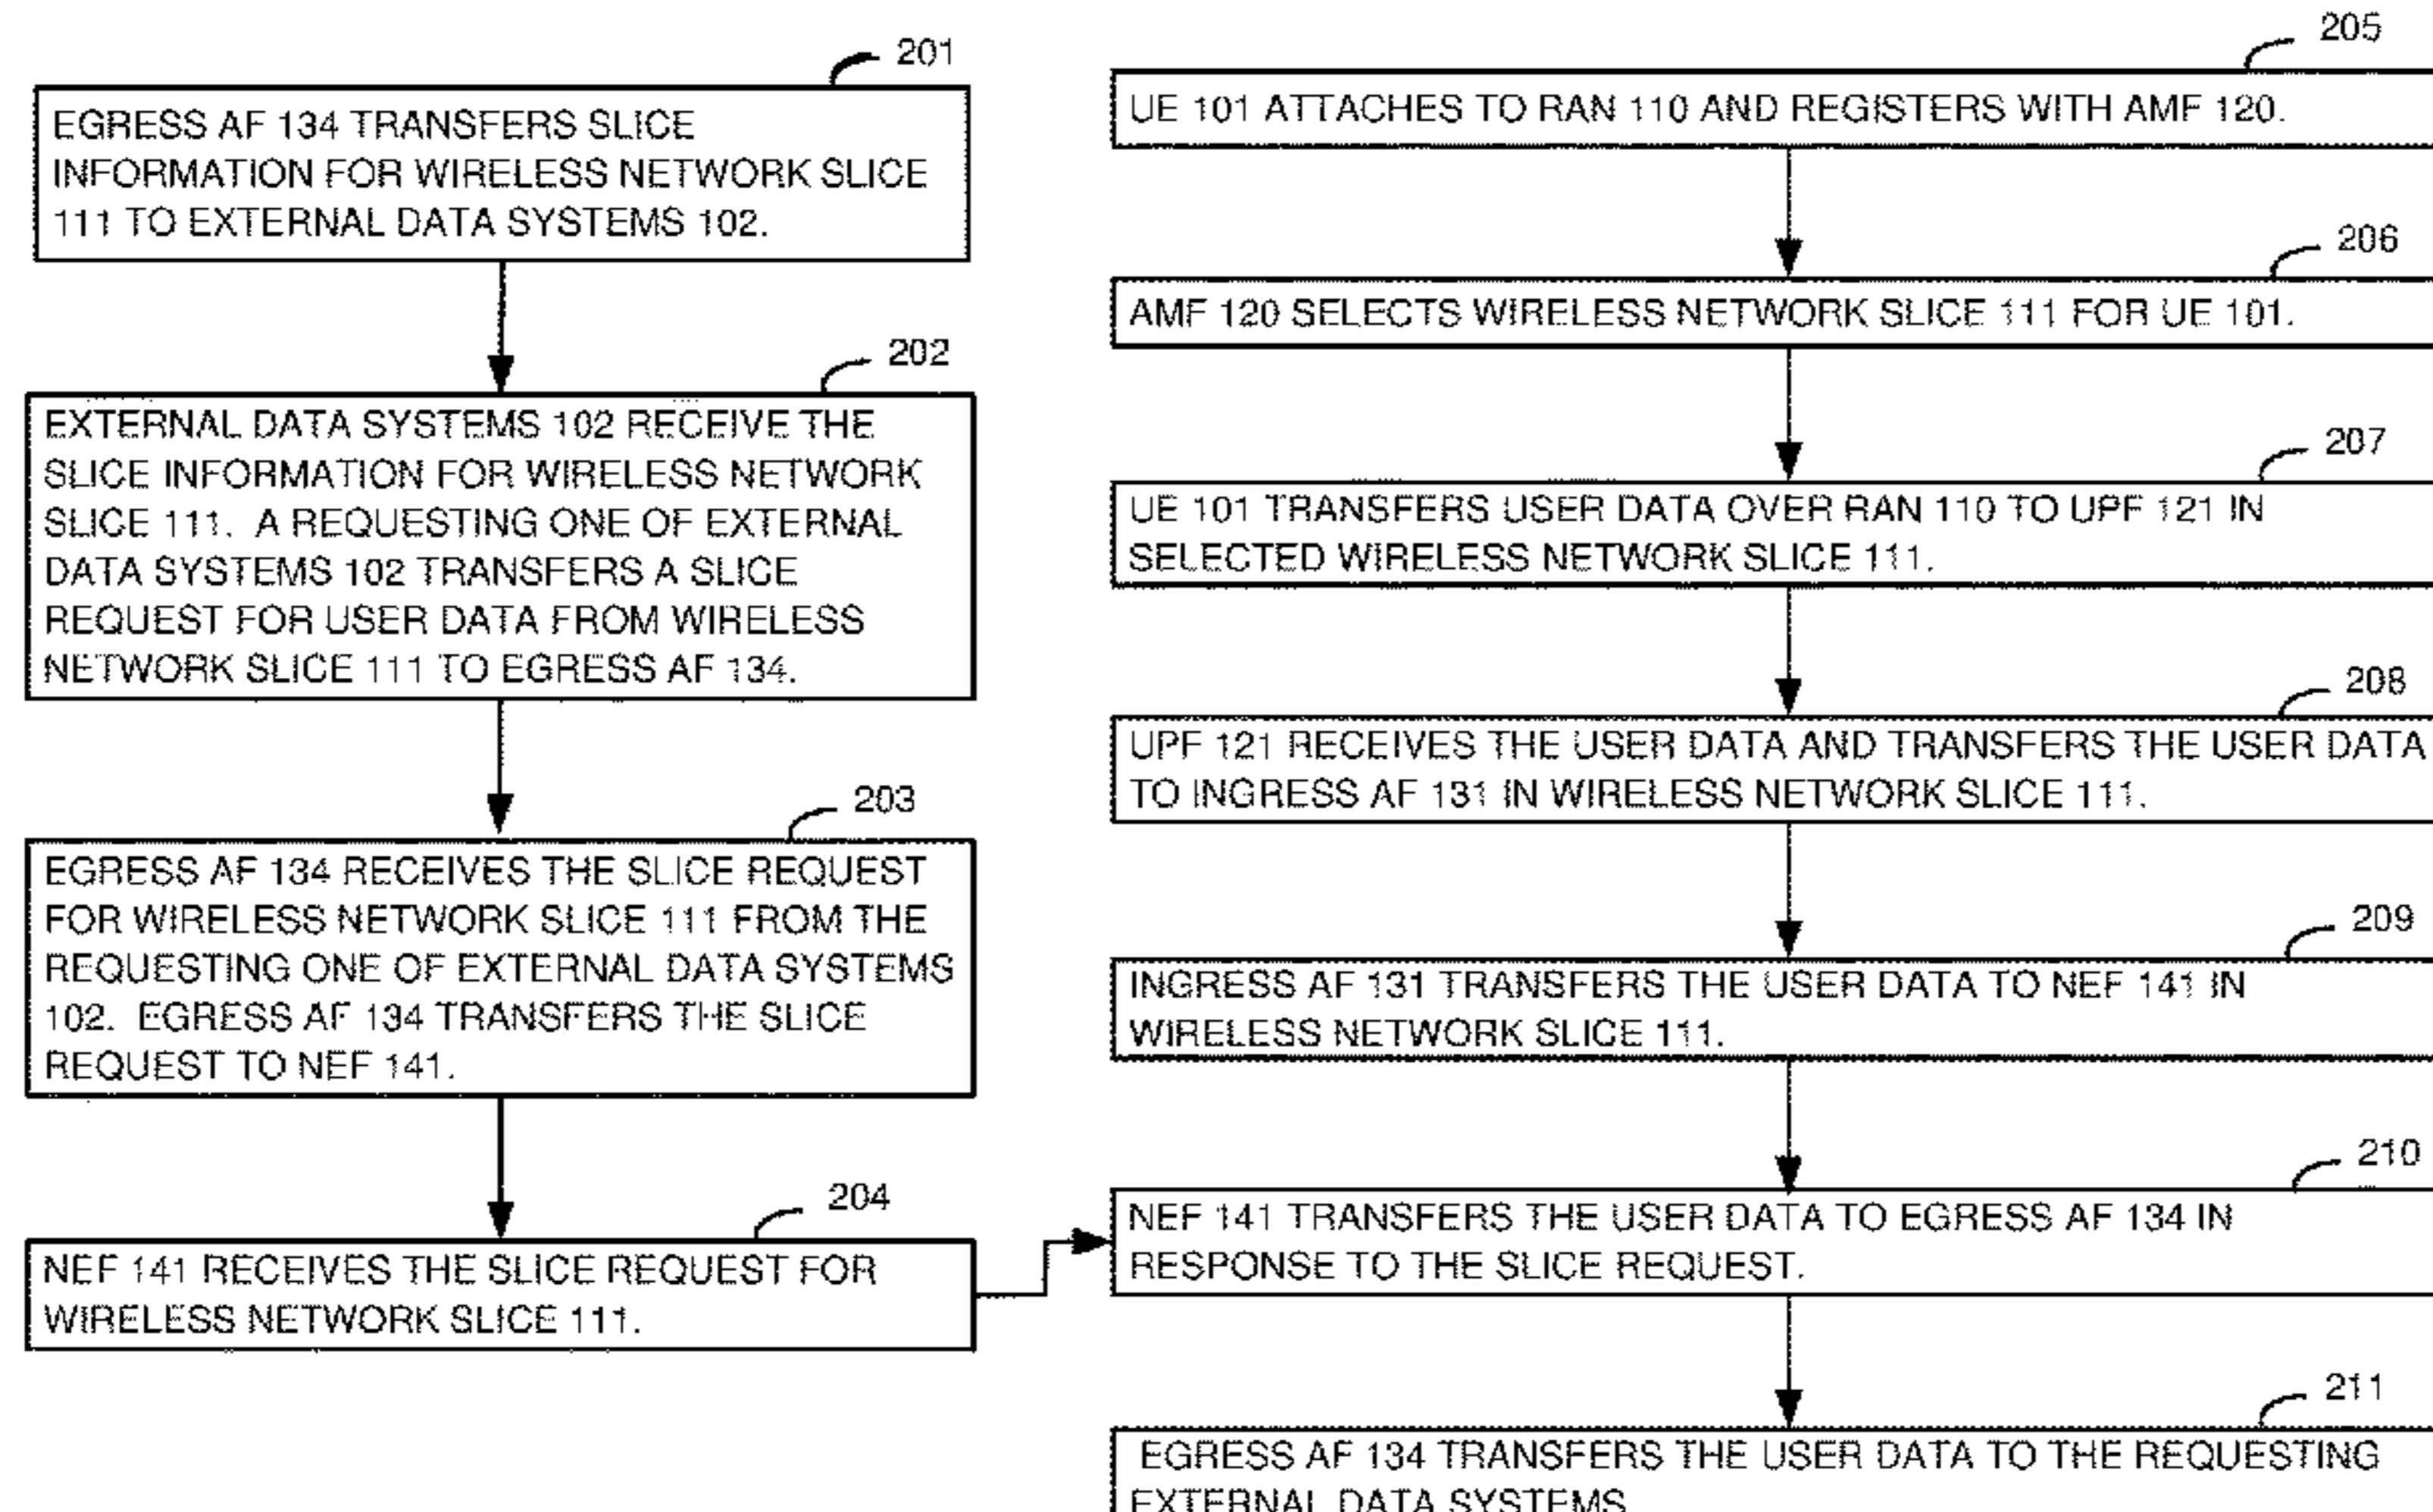 201
EGRESS AF 134 TRANSFERS SLICE
INFORMATION FOR WIRELESS NETWORK SLICE
111 TO EXTERNAL DATA SYSTEMS 102.
202
EXTERNAL DATA SYSTEMS 102 RECEIVE THE
SLICE INFORMATION FOR WIRELESS NETWORK
SLICE 111. A REQUESTING ONE OF EXTERNAL
DATA SYSTEMS 102 TRANSFERS A SLICE
REQUEST FOR USER DATA FROM WIRELESS
NETWORK SLICE 111 TO EGRESS AF 134.
203
EGRESS AF 134 RECEIVES THE SLICE REQUEST
FOR WIRELESS NETWORK SLICE 111 FROM THE
REQUESTING ONE OF EXTERNAL DATA SYSTEMS
102. EGRESS AF 134 TRANSFERS THE SLICE
REQUEST TO NEF 141.
204
NEF 141 RECEIVES THE SLICE REQUEST FOR
WIRELESS NETWORK SLICE 111.
205
UE 101 ATTACHES TO RAN 110 AND REGISTERS WITH AMF 120.
206
AMF 120 SELECTS WIRELESS NETWORK SLICE 111 FOR UE 101.
207
UE 101 TRANSFERS USER DATA OVER RAN 110 TO UPF 121 IN
SELECTED WIRELESS NETWORK SLICE 111.
208
UPF 121 RECEIVES THE USER DATA AND TRANSFERS THE USER DATA
TO INGRESS AF 131 IN WIRELESS NETWORK SLICE 111.
209
INGRESS AF 131 TRANSFERS THE USER DATA TO NEF 141 IN
WIRELESS NETWORK SLICE 111.
210
NEF 141 TRANSFERS THE USER DATA TO EGRESS AF 134 IN
RESPONSE TO THE SLICE REQUEST.
211
EGRESS AF 134 TRANSFERS THE USER DATA TO THE REQUESTING
EXTERNAL DATA SYSTEMS